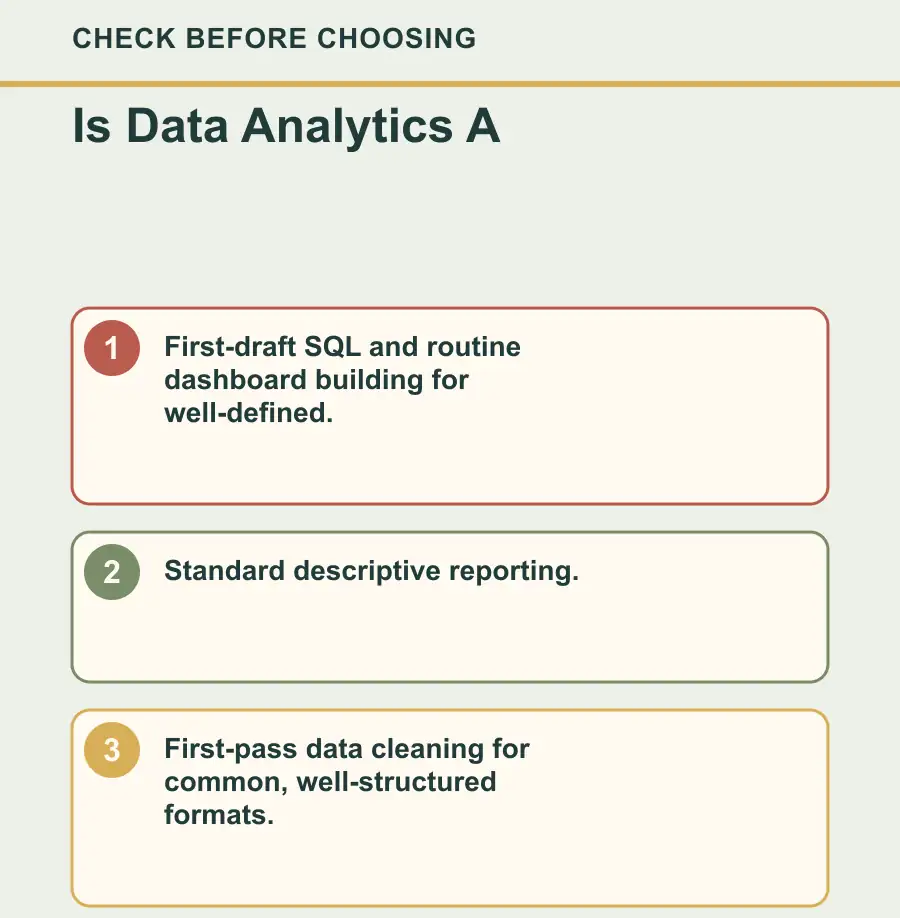 CHECK BEFORE CHOOSING
Is Data Analytics A
1
First-draft SQL and routine
dashboard building for
well-defined.
2
Standard descriptive reporting.
3
First-pass data cleaning for
common, well-structured
formats.